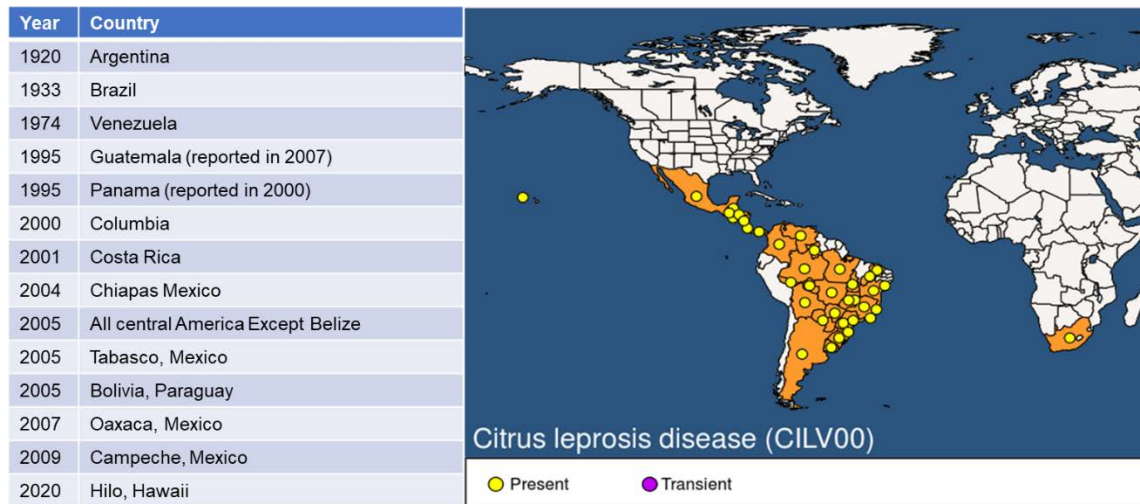 Year Country
1920 Argentina
1933 Brazil
1974 Venezuela
1995 Guatemala (reported in 2007)
1995 Panama (reported in 2000)
2000 Columbia
2001 Costa Rica
2004 Chiapas Mexico
2005 All central America Except Belize
2005 Tabasco, Mexico
2005 Bolivia, Paraguay
2007 Oaxaca, Mexico
2009 Campeche, Mexico
2020 Hilo, Hawaii
Citrus leprosis disease (CILV00)
Present Transient